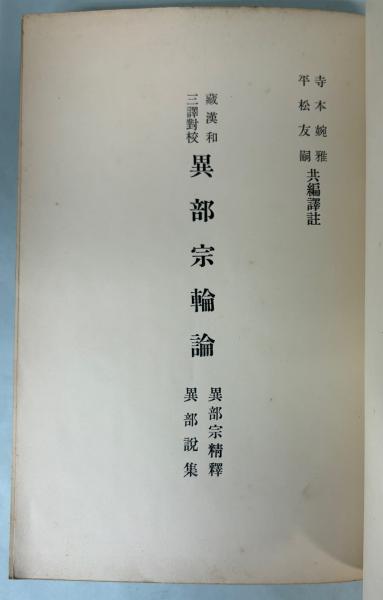 寺本婉雅
平松友嗣
共編譯註
藏漢和
三譯對校
異部宗輪論
異部宗精釋
異部說集